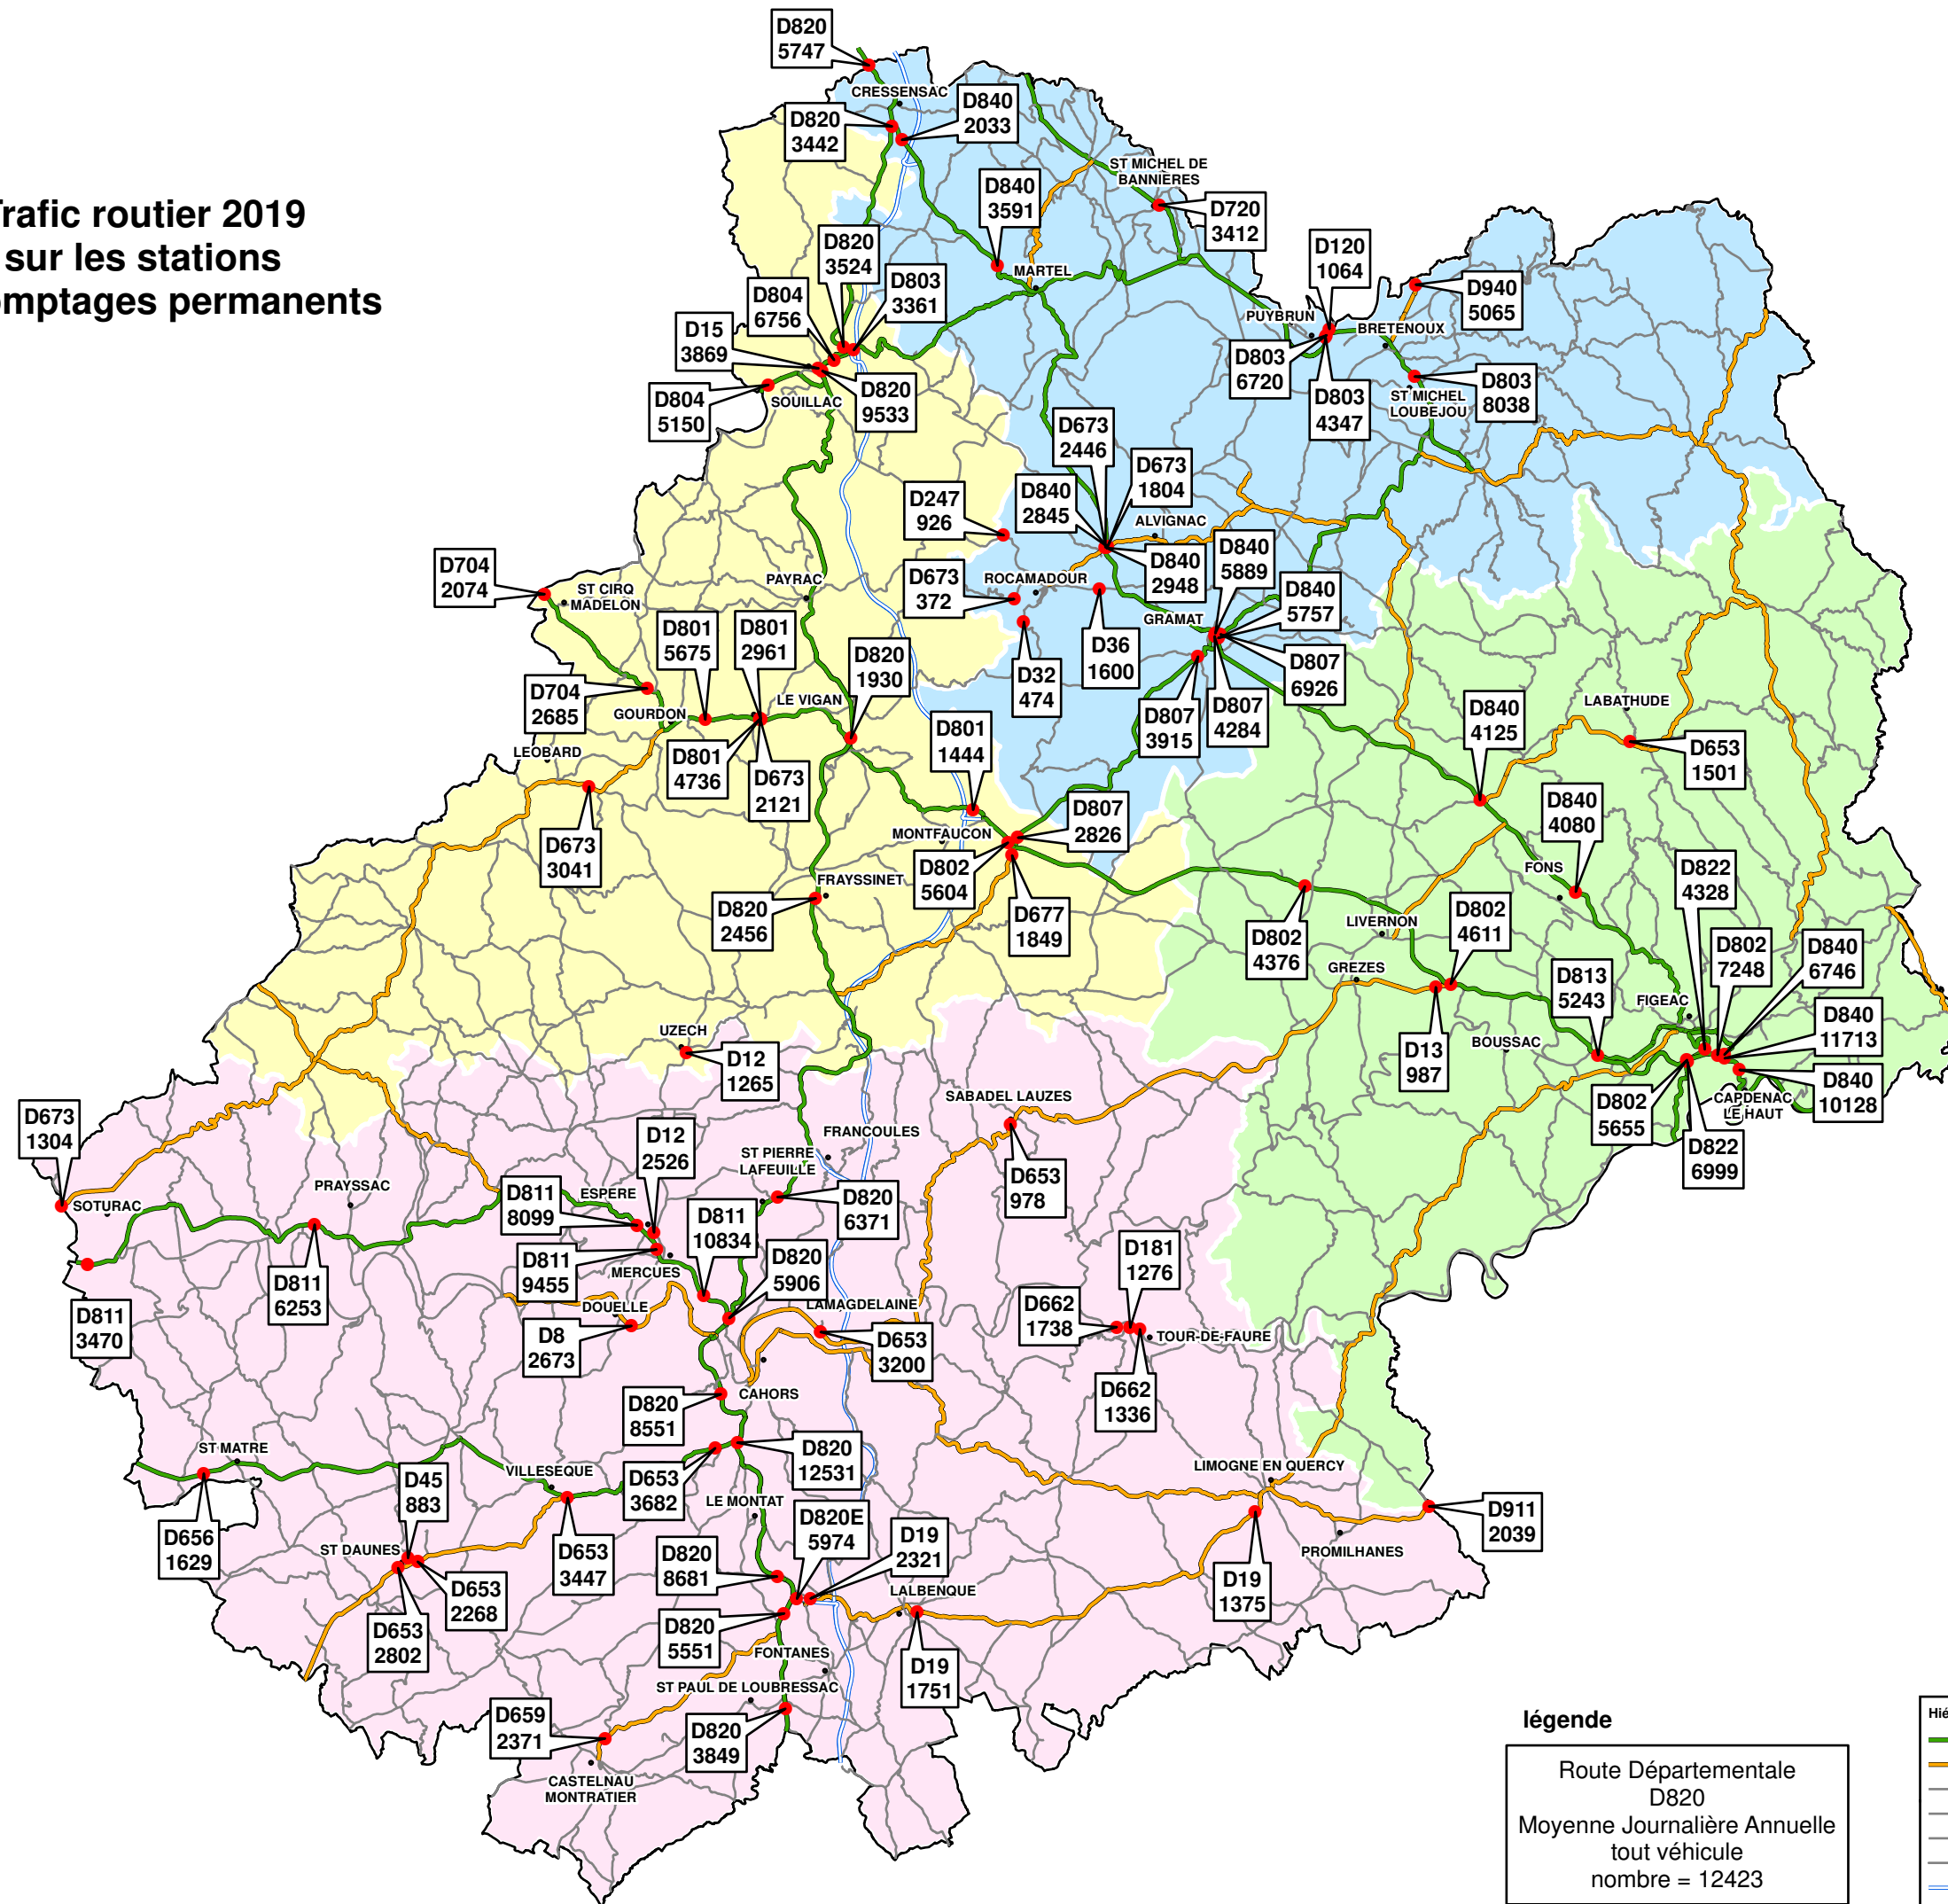 D820
5747
CRESSENSAC
D840
2033
D820
3442
ST MICHEL DE
BANNIERES
D840
3591
D720
3412
Trafic routier 2019
sur les stations
omptages permanents
D820
3524
D803
3361
MARTEL
D120
1064
D940
5065
D804
6756
D15
3869
PUYBRUN
BRETENOUX
D803
6720
D803
4347
D803
8038
ST MICHEL
LOUBEJOU
D804
5150
SOUILLAC
D820
9533
D673
2446
D673
1804
D247
926
D840
2845
ALVIGNAC
D840
2948
D840
5889
D704
2074
ST CIRQ
MADELON
PAYRAC
D673
372
ROCAMADOUR
D840
5757
GRAMAT
D801
5675
D801
2961
D820
1930
D32
474
D36
1600
D807
6926
D704
2685
GOURDON
LE VIGAN
D807
3915
D807
4284
D840
4125
LABATHUDE
D653
1501
LEOBARD
D801
4736
D673
2121
D801
1444
D840
4080
D673
3041
MONTFAUCON
D807
2826
D802
5604
FRAYSSINET
D820
2456
D677
1849
FONS
D822
4328
D802
4376
LIVERNON
D802
4611
D802
7248
D840
6746
GREZES
D813
5243
FIGEAC
D840
11713
UZECH
D12
1265
D13
987
BOUSSAC
D840
10128
CAPDENAC
LE HAUT
D802
5655
D822
6999
D673
1304
SABADEL LAUZES
D12
2526
FRANCOULES
ST PIERRE
LAFEUILLE
D653
978
SOTURAC
PRAYSSAC
D811
8099
ESPERE
D820
6371
D811
10834
D811
9455
MERCUES
D820
5906
D181
1276
D811
3470
D811
6253
D8
2673
DOUELLE
LAMAGDELAINE
D653
3200
D662
1738
TOUR-DE-FAURE
D662
1336
D820
8551
CAHORS
ST MATRE
D820
12531
VILLESEQUE
D653
3682
LIMOGNE EN QUERCY
D45
883
LE MONTAT
D820E
5974
D19
2321
D911
2039
D656
1629
ST DAUNES
D653
3447
D820
8681
PROMILHANES
D653
2268
LALBENQUE
D19
1375
D653
2802
D820
5551
FONTANES
D19
1751
ST PAUL DE LOUBRESSAC
D659
2371
D820
3849
CASTELNAU
MONTRATIER
légende
Route Départementale
D820
Moyenne Journalière Annuelle
tout véhicule
nombre = 12423
Hié